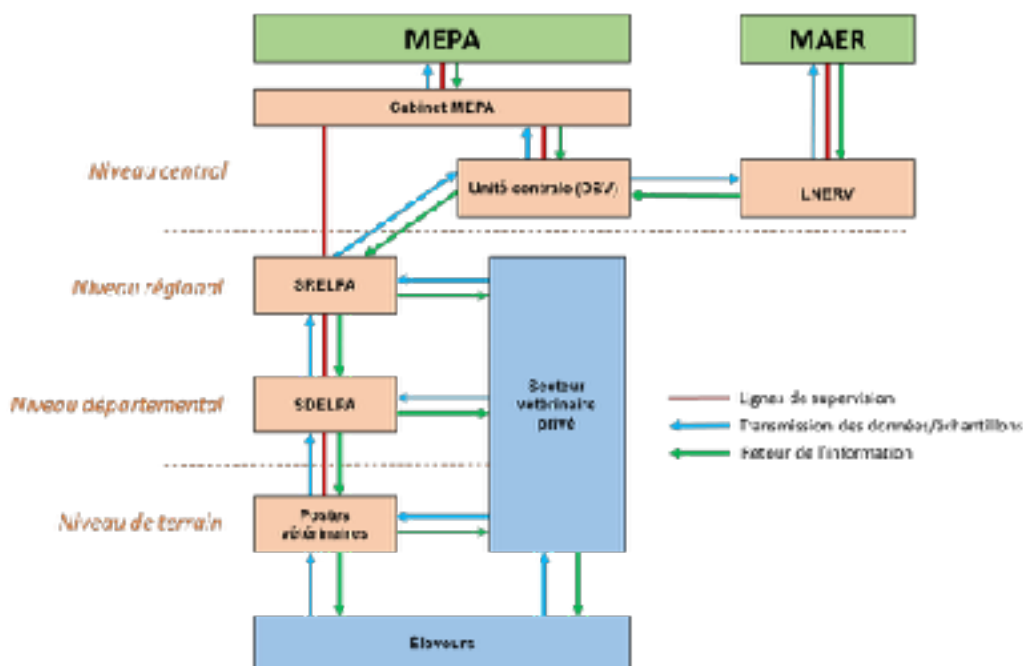 MEPA
MAER
Cabinet MEPA
Niveau central
Unité centrale (DSV)
LNERV
Niveau régional
SRELPA
Secteur
vétérinaire
privé
Niveau départemental
SDELPA
Lignes de supervision
Transmission des données/échantillons
Retour de l'information
Niveau de terrain
Postes
vétérinaires
Éleveurs